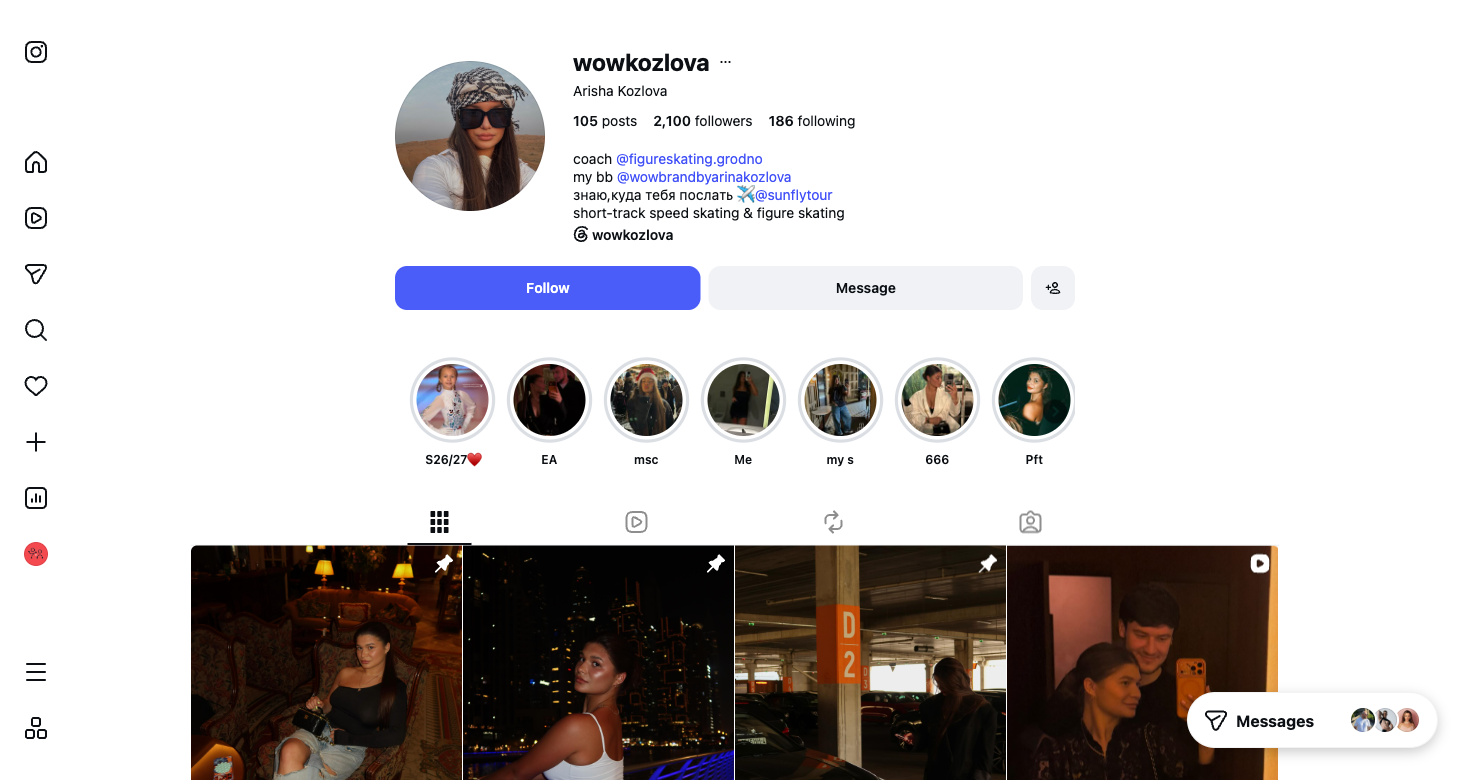 wowkozlova ...
Arisha Kozlova
105 posts 2,100 followers 186 following
coach @figureskating.grodno
my bb @wowbrandbyarinakozlova
знаю,куда тебя послать ✈️@sunflytour
short-track speed skating & figure skating
wowkozlova
Follow
Message
S26/27♥️
EA
msc
Me
my s
666
Pft
D
2
D
3
Messages